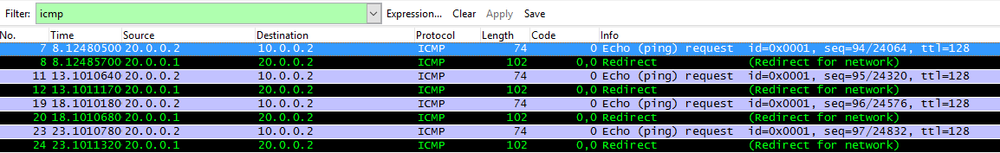 Filter: icmp Expression... Clear Apply Save
No. Time Source Destination Protocol Length Code Info
7 8.12480500 20.0.0.2 10.0.0.2 ICMP 74 0 Echo (ping) request id=0x0001, seq=94/24064, ttl=128
8 8.12485700 20.0.0.1 20.0.0.2 ICMP 102 0,0 Redirect (Redirect for network)
11 13.1010640 20.0.0.2 10.0.0.2 ICMP 74 0 Echo (ping) request id=0x0001, seq=95/24320, ttl=128
12 13.1011170 20.0.0.1 20.0.0.2 ICMP 102 0,0 Redirect (Redirect for network)
19 18.1010180 20.0.0.2 10.0.0.2 ICMP 74 0 Echo (ping) request id=0x0001, seq=96/24576, ttl=128
20 18.1010680 20.0.0.1 20.0.0.2 ICMP 102 0,0 Redirect (Redirect for network)
23 23.1010780 20.0.0.2 10.0.0.2 ICMP 74 0 Echo (ping) request id=0x0001, seq=97/24832, ttl=128
24 23.1011320 20.0.0.1 20.0.0.2 ICMP 102 0,0 Redirect (Redirect for network)